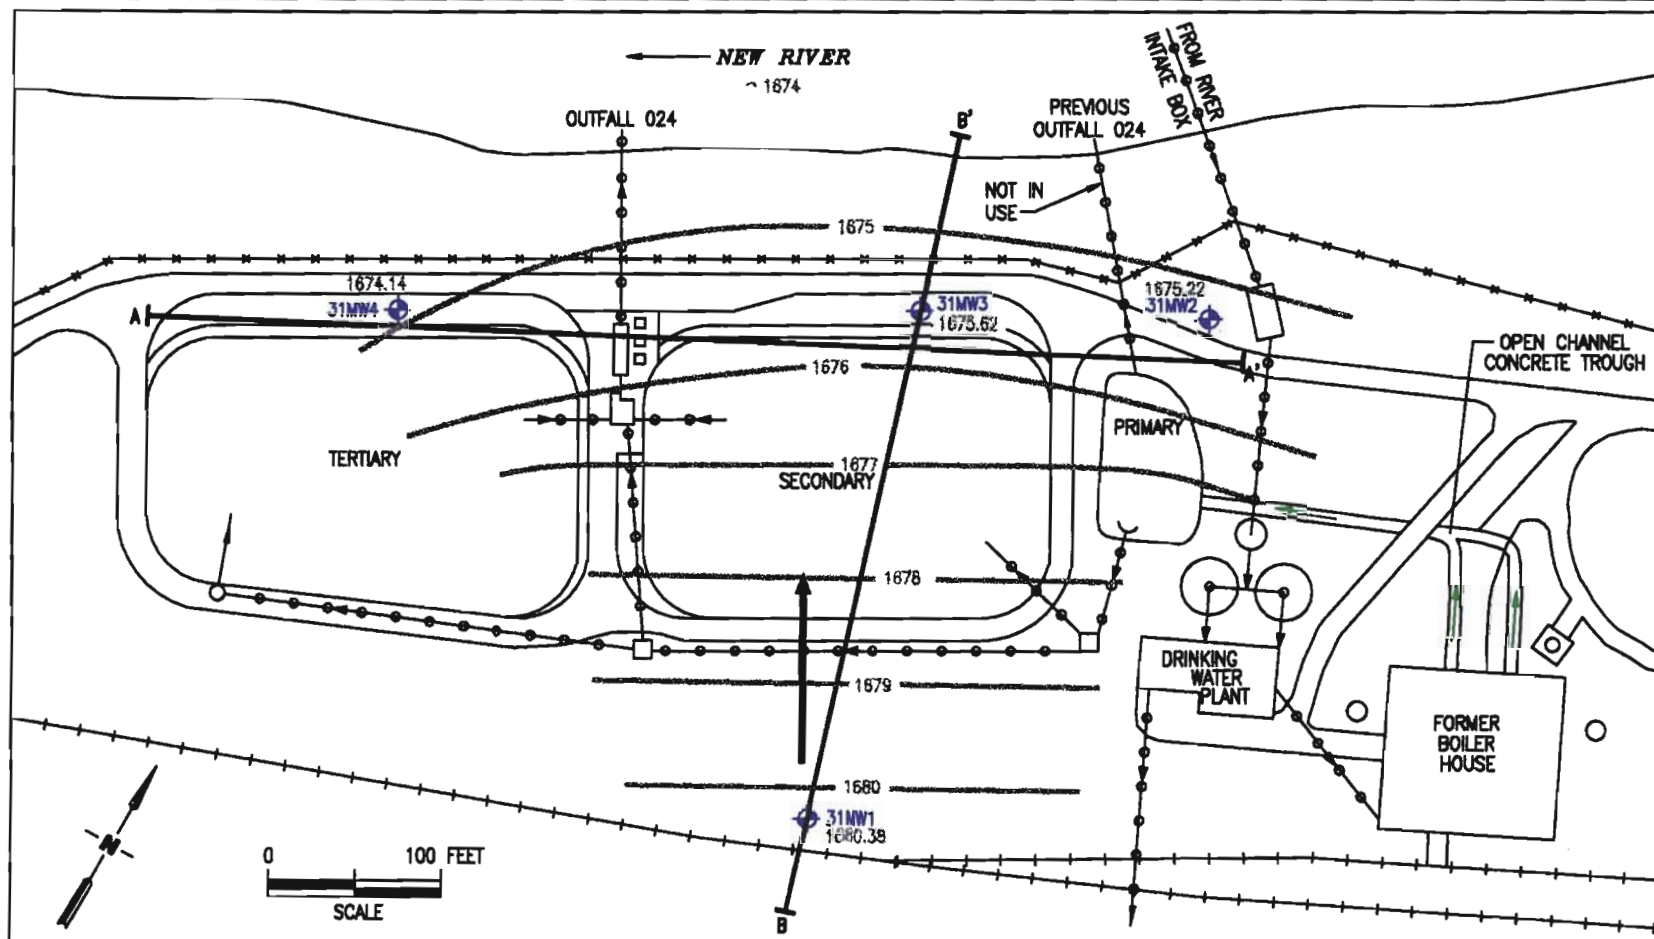 NEW RIVER
~ 1674
FROM RIVER
INTAKE BOX
OUTFALL 024
B'
PREVIOUS
OUTFALL 024
NOT IN
USE
1675
1674.14
31MW4
A
31MW3
1675.62
1675.22
31MW2
A'
OPEN CHANNEL
CONCRETE TROUGH
1676
PRIMARY
TERTIARY
1677
SECONDARY
1678
1679
DRINKING
WATER
PLANT
FORMER
BOILER
HOUSE
1680
31MW1
1680.38
N
0 100 FEET
SCALE
B